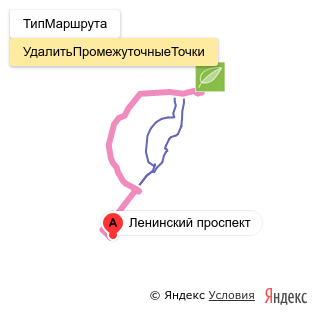 ТипМаршрута
УдалитьПромежуточныеТочки
А Ленинский проспект
© Яндекс Условия Яндекс